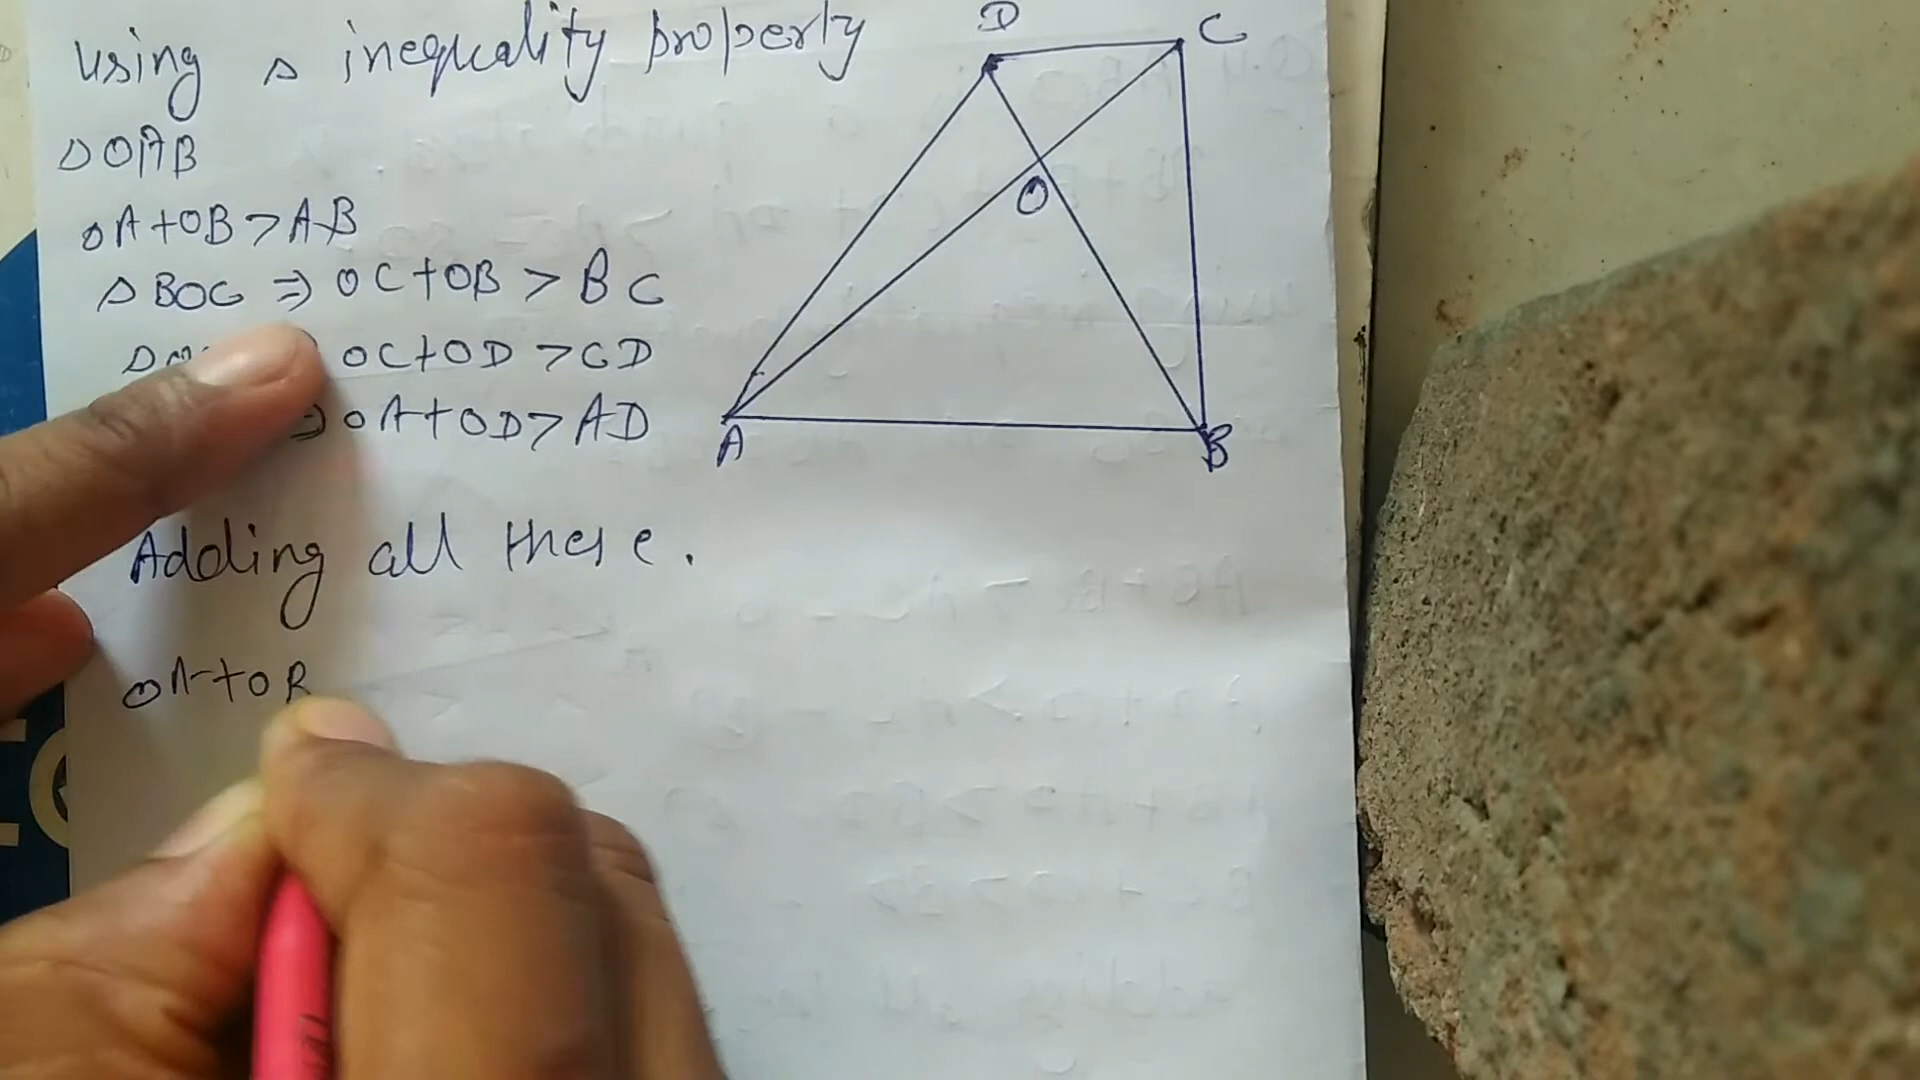 using △ inequality property
△OAB
OA+OB>AB
△BOC ⇒ OC+OB > BC
OC+OD >CD
⇒ OA+OD>AD
Adding all these.
OA+OB
D
C
O
A
B